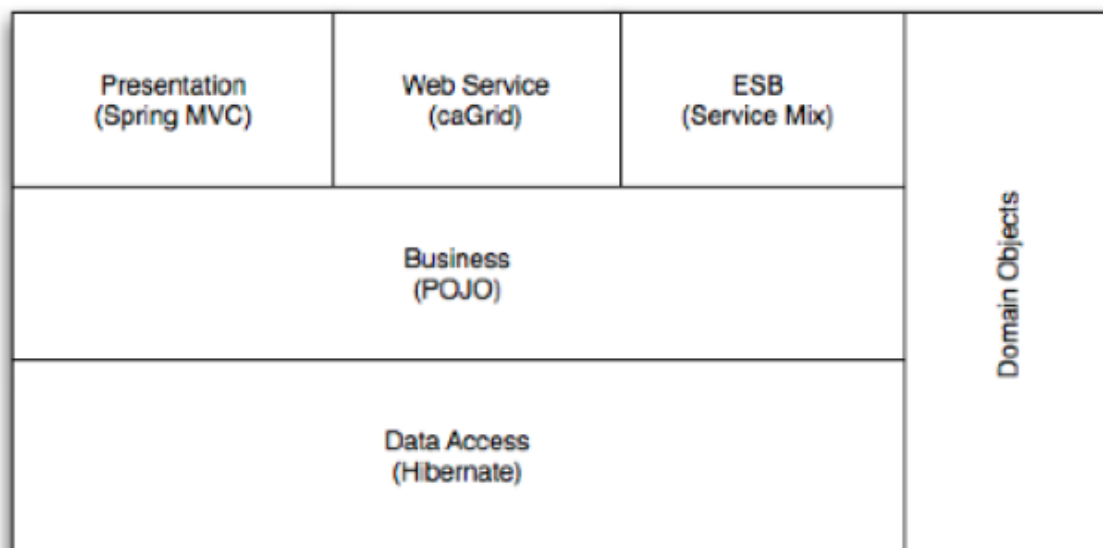 Presentation
(Spring MVC)
Web Service
(caGrid)
ESB
(Service Mix)
Business
(POJO)
Data Access
(Hibernate)
Domain Objects